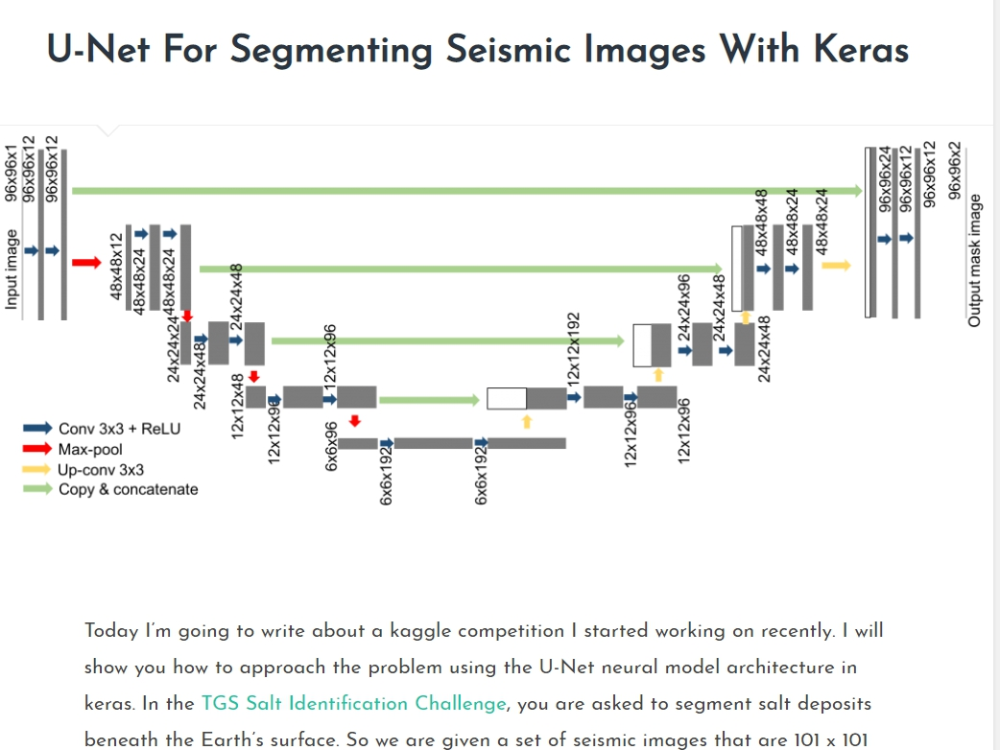 U-Net For Segmenting Seismic Images With Keras
Input image
96x96x1
96x96x12
96x96x12
48x48x12
48x48x24
48x48x24
24x24x24
24x24x48
24x24x48
12x12x48
12x12x96
12x12x96
6x6x96
6x6x192
6x6x192
12x12x192
12x12x96
12x12x96
24x24x96
24x24x48
24x24x48
48x48x48
48x48x24
48x48x24
96x96x24
96x96x12
96x96x12
96x96x2
Output mask image
Conv 3x3 + ReLU
Max-pool
Up-conv 3x3
Copy & concatenate
Today I'm going to write about a kaggle competition I started working on recently. I will
show you how to approach the problem using the U-Net neural model architecture in
keras. In the TGS Salt Identification Challenge, you are asked to segment salt deposits
beneath the Earth's surface. So we are given a set of seismic images that are 101 x 101